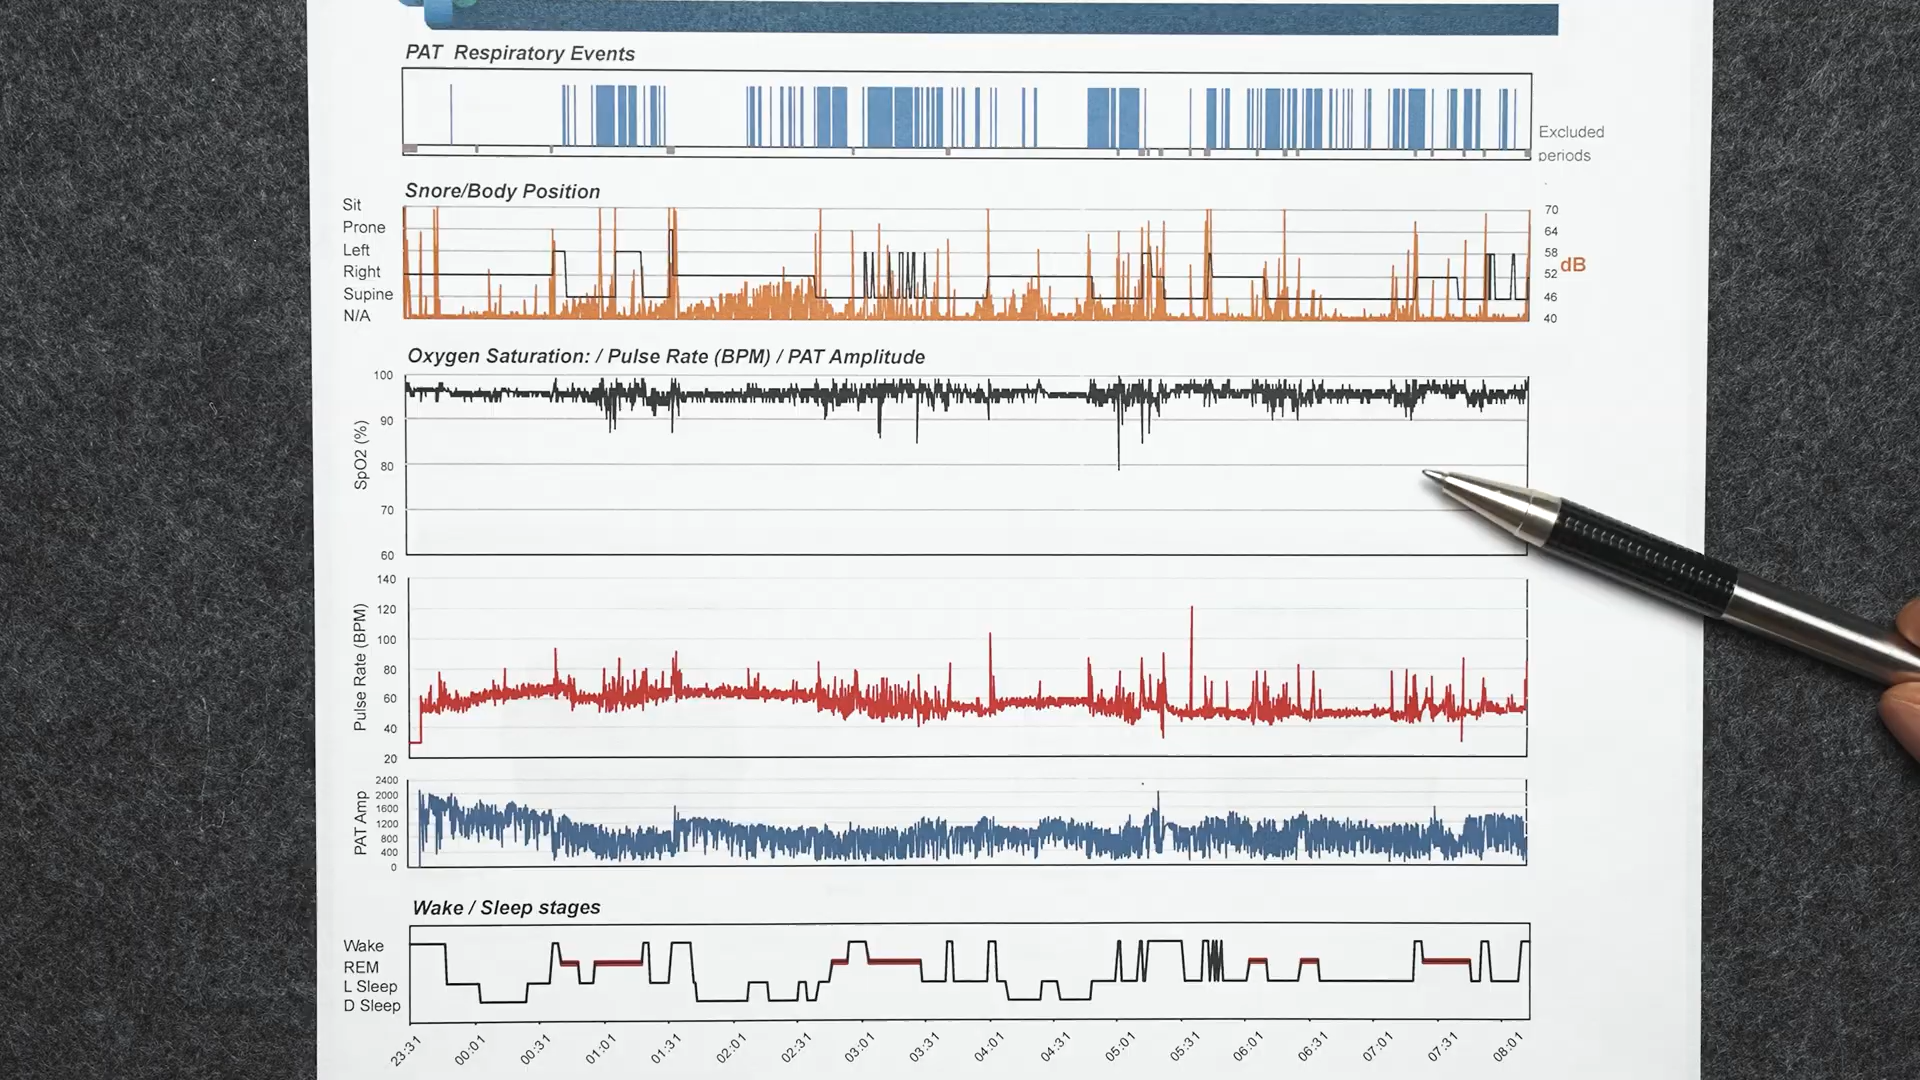 PAT Respiratory Events
Excluded
periods
Snore/Body Position
Sit
Prone
Left
Right
Supine
N/A
70
64
58
52
46
40
dB
Oxygen Saturation: / Pulse Rate (BPM) / PAT Amplitude
SpO2 (%)
100
90
80
70
60
Pulse Rate (BPM)
140
120
100
80
60
40
20
PAT Amp
2400
2000
1600
1200
800
400
0
Wake / Sleep stages
Wake
REM
L Sleep
D Sleep
23:31 00:01 00:31 01:01 01:31 02:01 02:31 03:01 03:31 04:01 04:31 05:01 05:31 06:01 06:31 07:01 07:31 08:01